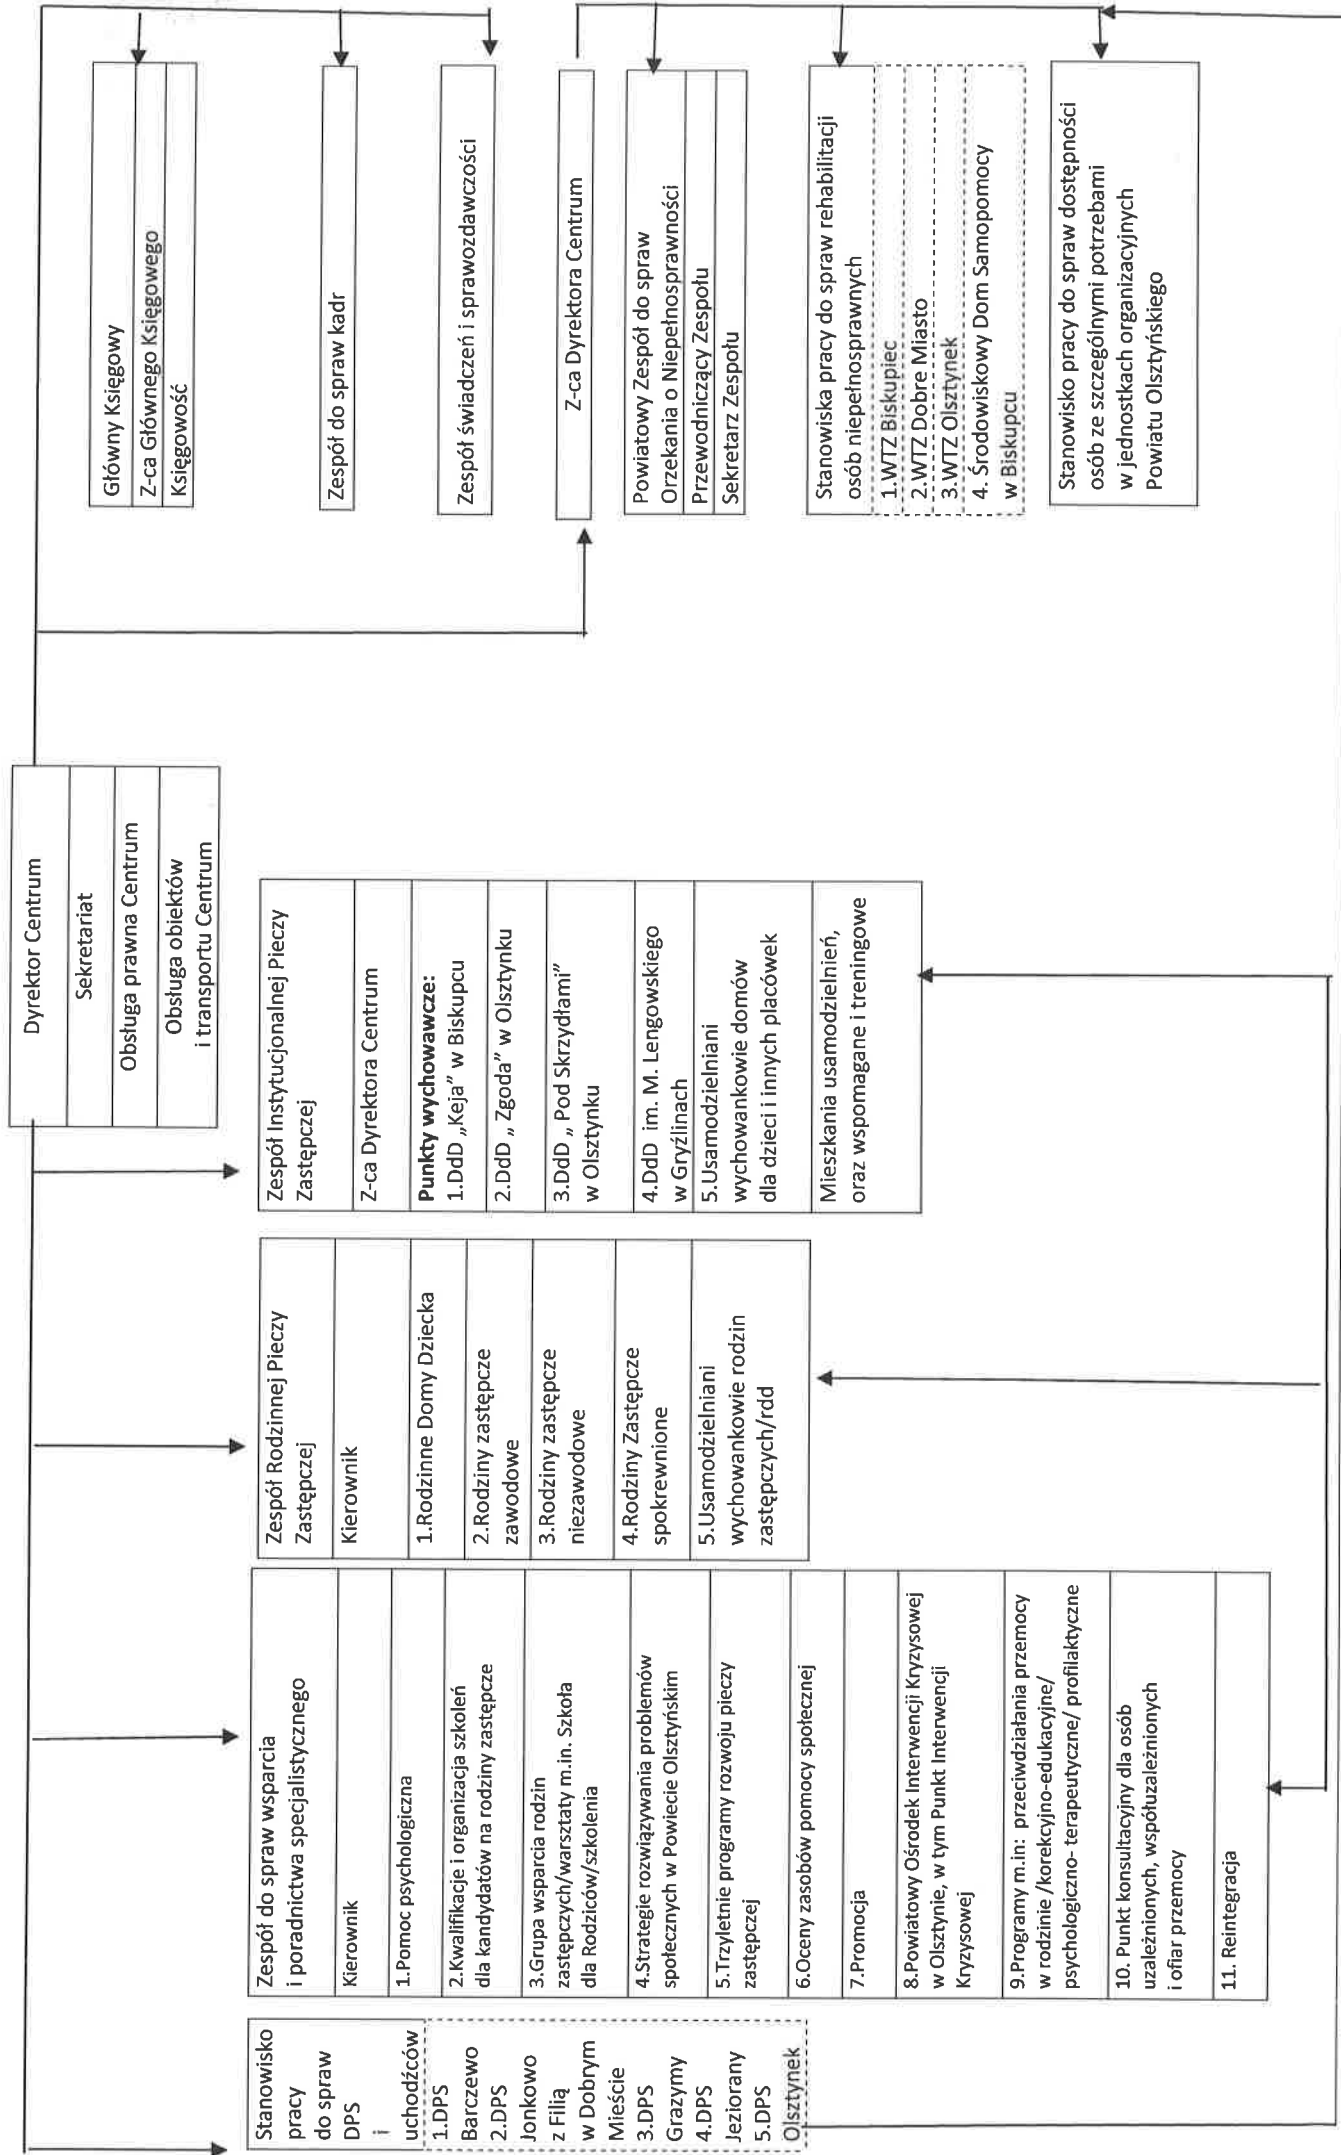 Dyrektor Centrum
Sekretariat
Obsługa prawna Centrum
Obsługa obiektów
i transportu Centrum
Stanowisko
pracy
do spraw
DPS
i
uchodźców
1.DPS
Barczewo
2.DPS
Jonkowo
z Filią
w Dobrym
Mieście
3.DPS
Grazymy
4.DPS
Jeziorany
5.DPS
Olsztynek
Zespół do spraw wsparcia
i poradnictwa specjalistycznego
Kierownik
1.Pomoc psychologiczna
2.Kwalifikacje i organizacja szkoleń
dla kandydatów na rodziny zastępcze
3.Grupa wsparcia rodzin
zastępczych/warsztaty m.in. Szkoła
dla Rodziców/szkolenia
4.Strategie rozwiązywania problemów
społecznych w Powiecie Olsztyńskim
5.Trzyletnie programy rozwoju pieczy
zastępczej
6.Oceny zasobów pomocy społecznej
7.Promocja
8.Powiatowy Ośrodek Interwencji Kryzysowej
w Olsztynie, w tym Punkt Interwencji
Kryzysowej
9.Programy m.in: przeciwdziałania przemocy
w rodzinie /korekcyjno-edukacyjne/
psychologiczno- terapeutyczne/ profilaktyczne
10. Punkt konsultacyjny dla osób
uzależnionych, współuzależnionych
i ofiar przemocy
11. Reintegracja
Zespół Rodzinnej Pieczy
Zastępczej
Kierownik
1.Rodzinne Domy Dziecka
2.Rodziny zastępcze
zawodowe
3.Rodziny zastępcze
niezawodowe
4.Rodziny Zastępcze
spokrewnione
5.Usamodzielniani
wychowankowie rodzin
zastępczych/rdd
Zespół Instytucjonalnej Pieczy
Zastępczej
Z-ca Dyrektora Centrum
Punkty wychowawcze:
1.DdD „Keja” w Biskupcu
2.DdD „ Zgoda” w Olsztynku
3.DdD „ Pod Skrzydłami”
w Olsztynku
4.DdD im. M. Lengowskiego
w Gryźlinach
5.Usamodzielniani
wychowankowie domów
dla dzieci i innych placówek
Mieszkania usamodzielnień,
oraz wspomagane i treningowe
Główny Księgowy
Z-ca Głównego Księgowego
Księgowość
Zespół do spraw kadr
Zespół świadczeń i sprawozdawczości
Z-ca Dyrektora Centrum
Powiatowy Zespół do spraw
Orzekania o Niepełnosprawności
Przewodniczący Zespołu
Sekretarz Zespołu
Stanowiska pracy do spraw rehabilitacji
osób niepełnosprawnych
1.WTZ Biskupiec
2.WTZ Dobre Miasto
3.WTZ Olsztynek
4. Środowiskowy Dom Samopomocy
w Biskupcu
Stanowisko pracy do spraw dostępności
osób ze szczególnymi potrzebami
w jednostkach organizacyjnych
Powiatu Olsztyńskiego